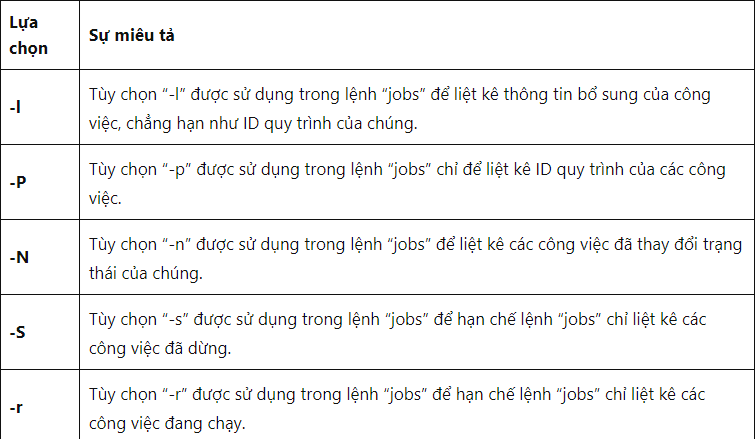 Lựa
chọn
Sự miêu tả
-l
Tùy chọn “-l” được sử dụng trong lệnh “jobs” để liệt kê thông tin bổ sung của công
việc, chẳng hạn như ID quy trình của chúng.
-P
Tùy chọn “-p” được sử dụng trong lệnh “jobs” chỉ để liệt kê ID quy trình của các công
việc.
-N
Tùy chọn “-n” được sử dụng trong lệnh “jobs” để liệt kê các công việc đã thay đổi trạng
thái của chúng.
-S
Tùy chọn “-s” được sử dụng trong lệnh “jobs” để hạn chế lệnh “jobs” chỉ liệt kê các
công việc đã dừng.
-r
Tùy chọn “-r” được sử dụng trong lệnh “jobs” để hạn chế lệnh “jobs” chỉ liệt kê các
công việc đang chạy.